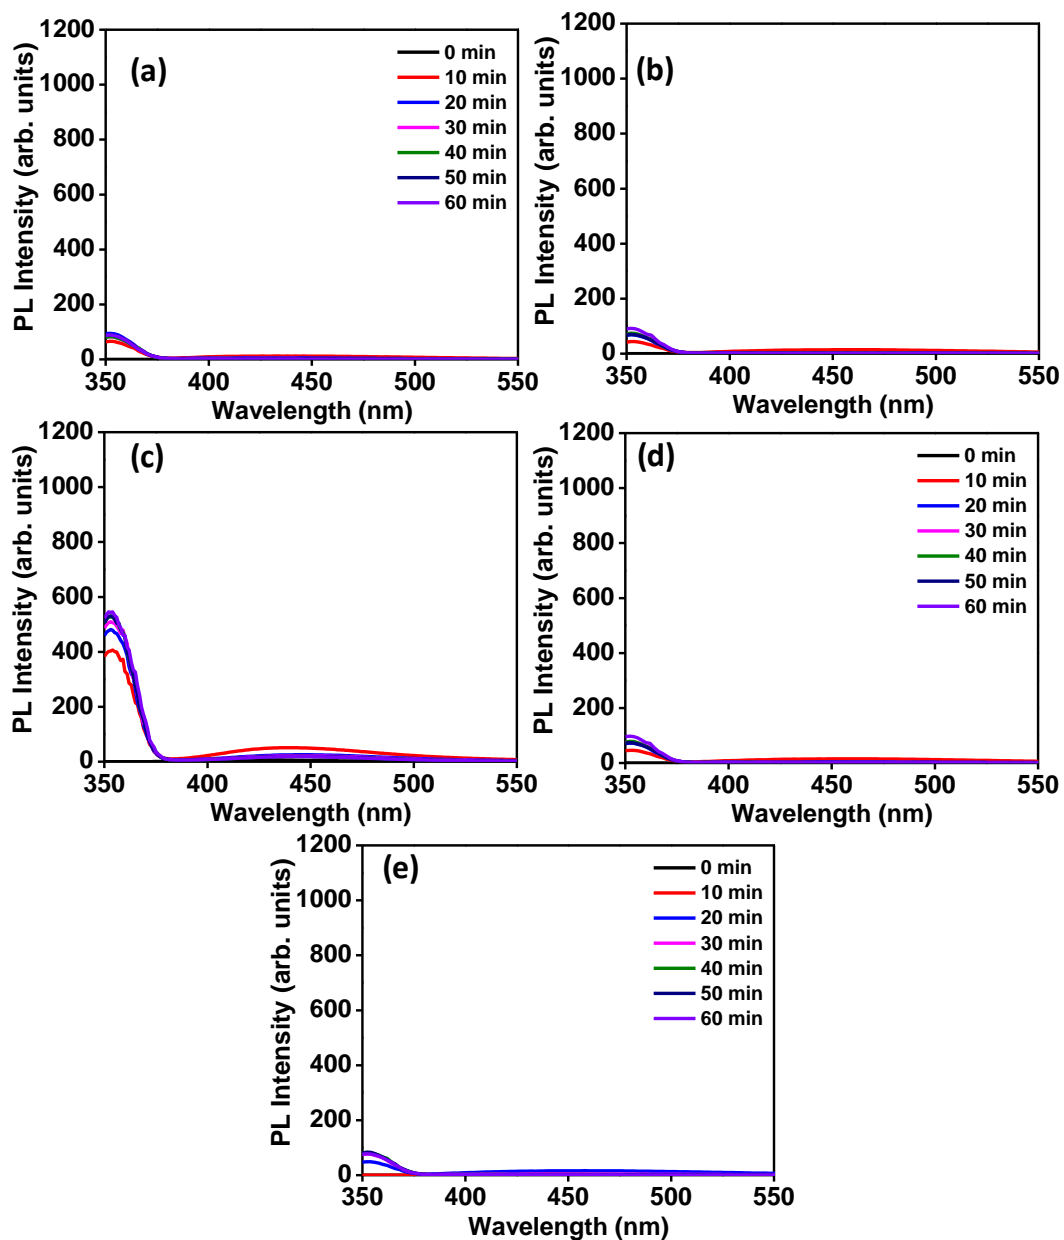 (a)
PL Intensity (arb. units)
1200
1000
800
600
400
200
0
350 400 450 500 550
Wavelength (nm)
0 min
10 min
20 min
30 min
40 min
50 min
60 min
(b)
PL Intensity (arb. units)
1200
1000
800
600
400
200
0
350 400 450 500 550
Wavelength (nm)
(c)
PL Intensity (arb. units)
1200
1000
800
600
400
200
0
350 400 450 500 550
Wavelength (nm)
(d)
PL Intensity (arb. units)
1200
1000
800
600
400
200
0
350 400 450 500 550
Wavelength (nm)
0 min
10 min
20 min
30 min
40 min
50 min
60 min
(e)
PL Intensity (arb. units)
1200
1000
800
600
400
200
0
350 400 450 500 550
Wavelength (nm)
0 min
10 min
20 min
30 min
40 min
50 min
60 min